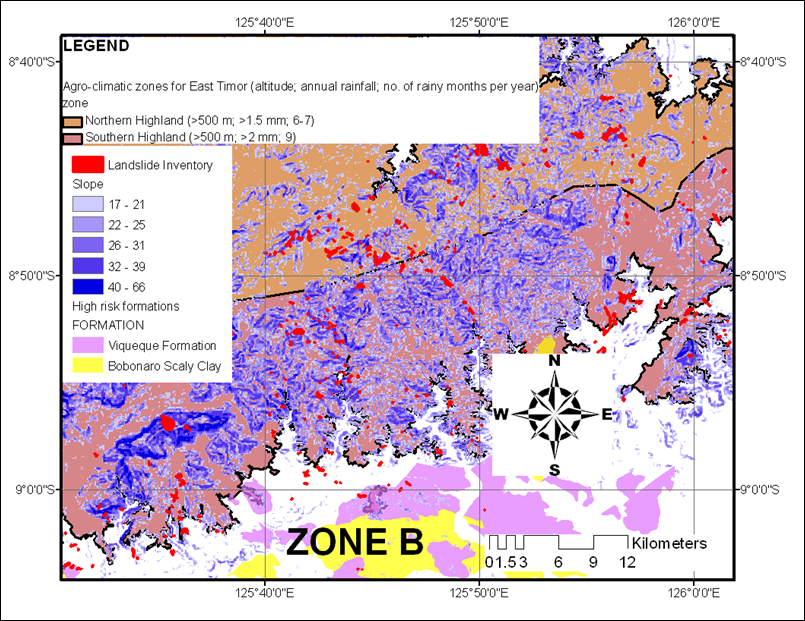 125°40'0"E 125°50'0"E 126°0'0"E
8°40'0"S 8°40'0"S
LEGEND
Agro-climatic zones for East Timor (altitude; annual rainfall; no. of rainy months per year)
zone
Northern Highland (>500 m; >1.5 mm; 6-7)
Southern Highland (>500 m; >2 mm; 9)
Landslide Inventory
Slope
17 - 21
22 - 25
26 - 31
32 - 39
40 - 66
High risk formations
FORMATION
Viqueque Formation
Bobonaro Scaly Clay
8°50'0"S 8°50'0"S
N
W E
S
9°0'0"S 9°0'0"S
ZONE B
Kilometers
0 1.5 3 6 9 12
125°40'0"E 125°50'0"E 126°0'0"E